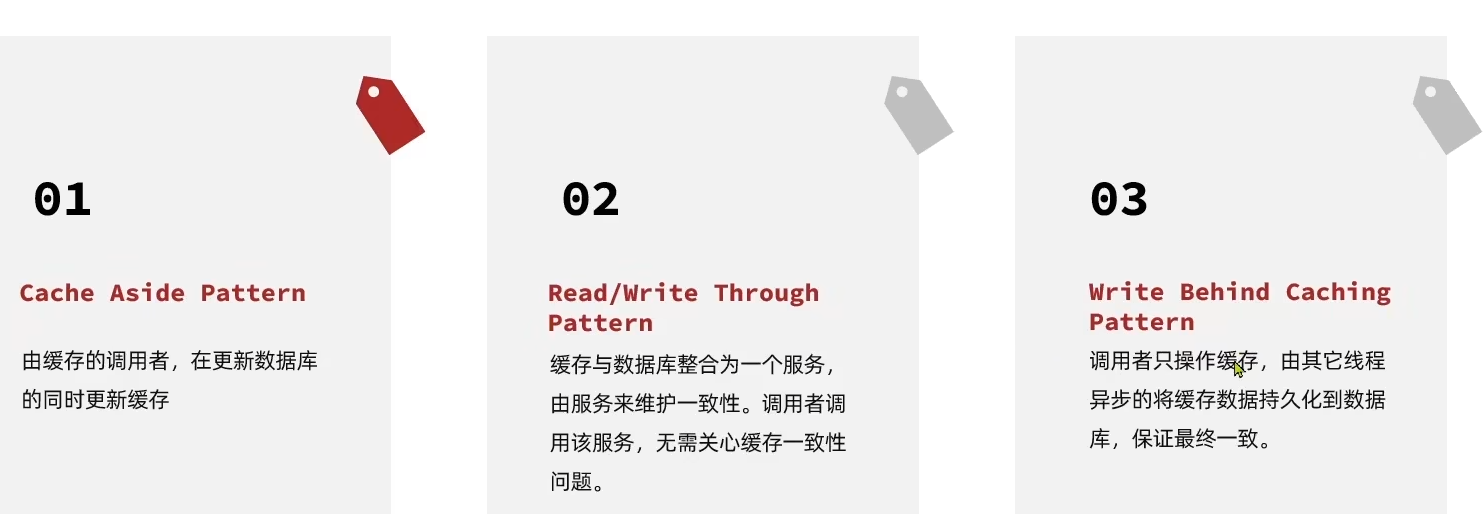 01
Cache Aside Pattern
由缓存的调用者，在更新数据库
的同时更新缓存
02
Read/Write Through
Pattern
缓存与数据库整合为一个服务，
由服务来维护一致性。调用者调
用该服务，无需关心缓存一致性
问题。
03
Write Behind Caching
Pattern
调用者只操作缓存，由其它线程
异步的将缓存数据持久化到数据
库，保证最终一致。